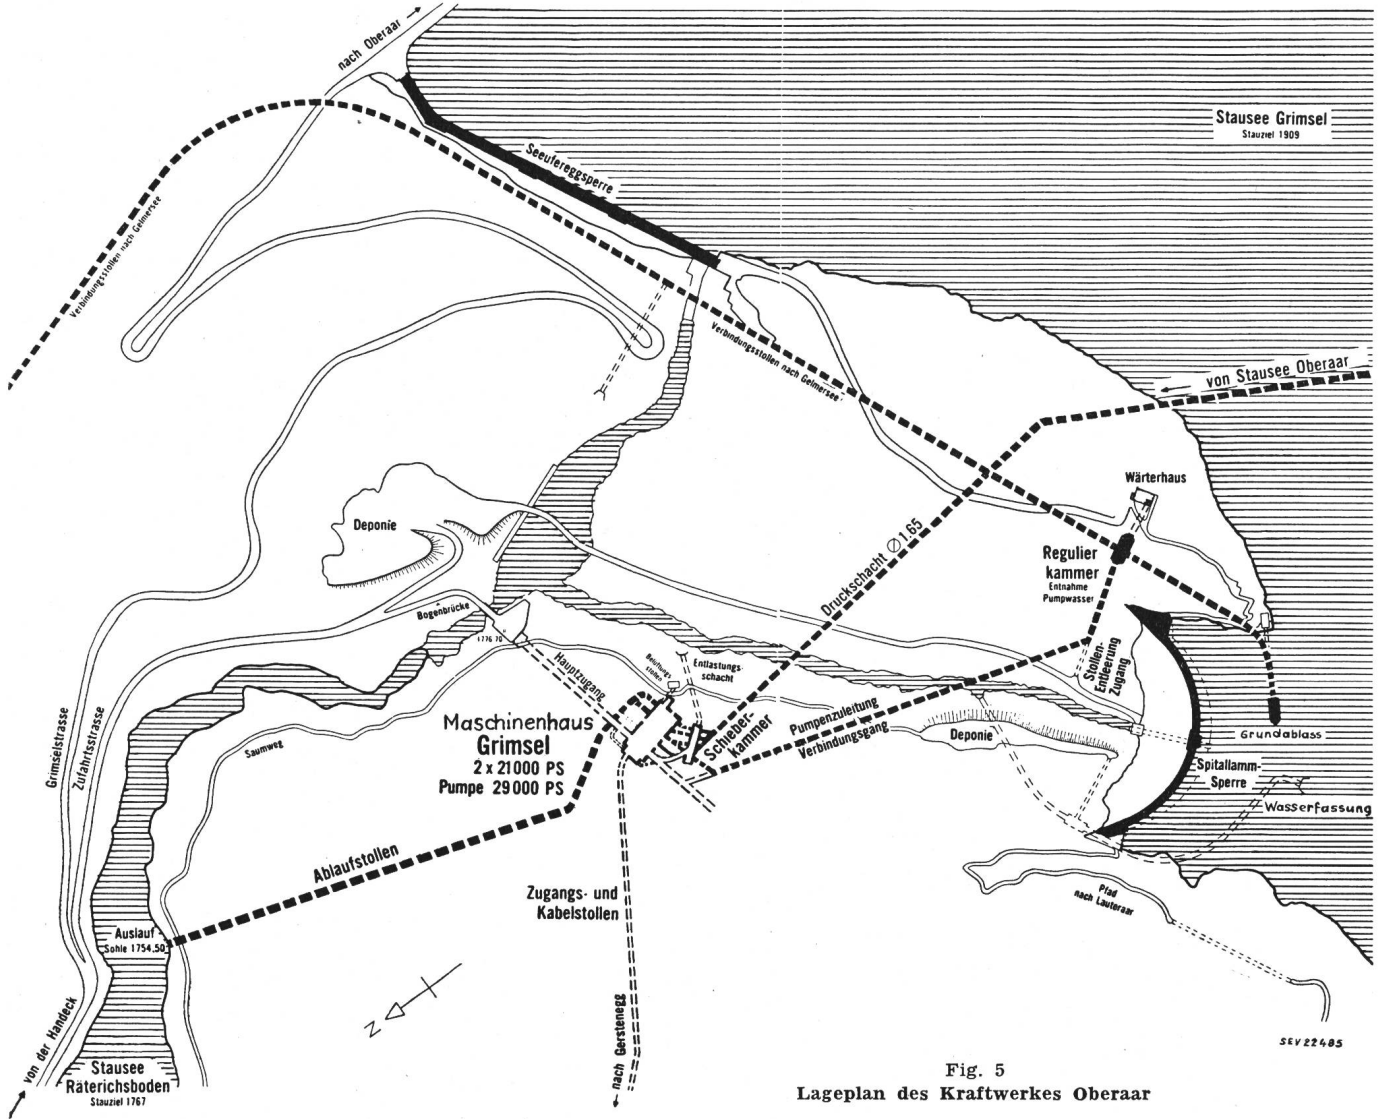 nach Oberaar
Stausee Grimsel
Stauziel 1909
Seeufereggsperre
Verbindungsstollen nach Gelmersee
Verbindungsstollen nach Gelmersee
von Stausee Oberaar
Wärterhaus
Deponie
Druckschacht ∅ 1.65
Regulier
kammer
Entnahme
Pumpwasser
Bogenbrücke
1776.70
Hauptzugang
Belüftungs
stollen
Entlastungs-
schacht
Stollen-
Entleerung
Zugang
Grimselstrasse
Zufahrtsstrasse
Saumweg
Maschinenhaus
Grimsel
2 x 21000 PS
Pumpe 29000 PS
Schieber-
kammer
Pumpenzuleitung
Verbindungsgang
Deponie
Grundablass
Spitallamm-
Sperre
Wasserfassung
Ablaufstollen
Zugangs- und
Kabelstollen
Pfad
nach Lauteraar
Auslauf
Sohle 1754.50
N
von der Handeck
nach Gerstenegg
Stausee
Räterichsboden
Stauziel 1767
SEV 22485
Fig. 5
Lageplan des Kraftwerkes Oberaar